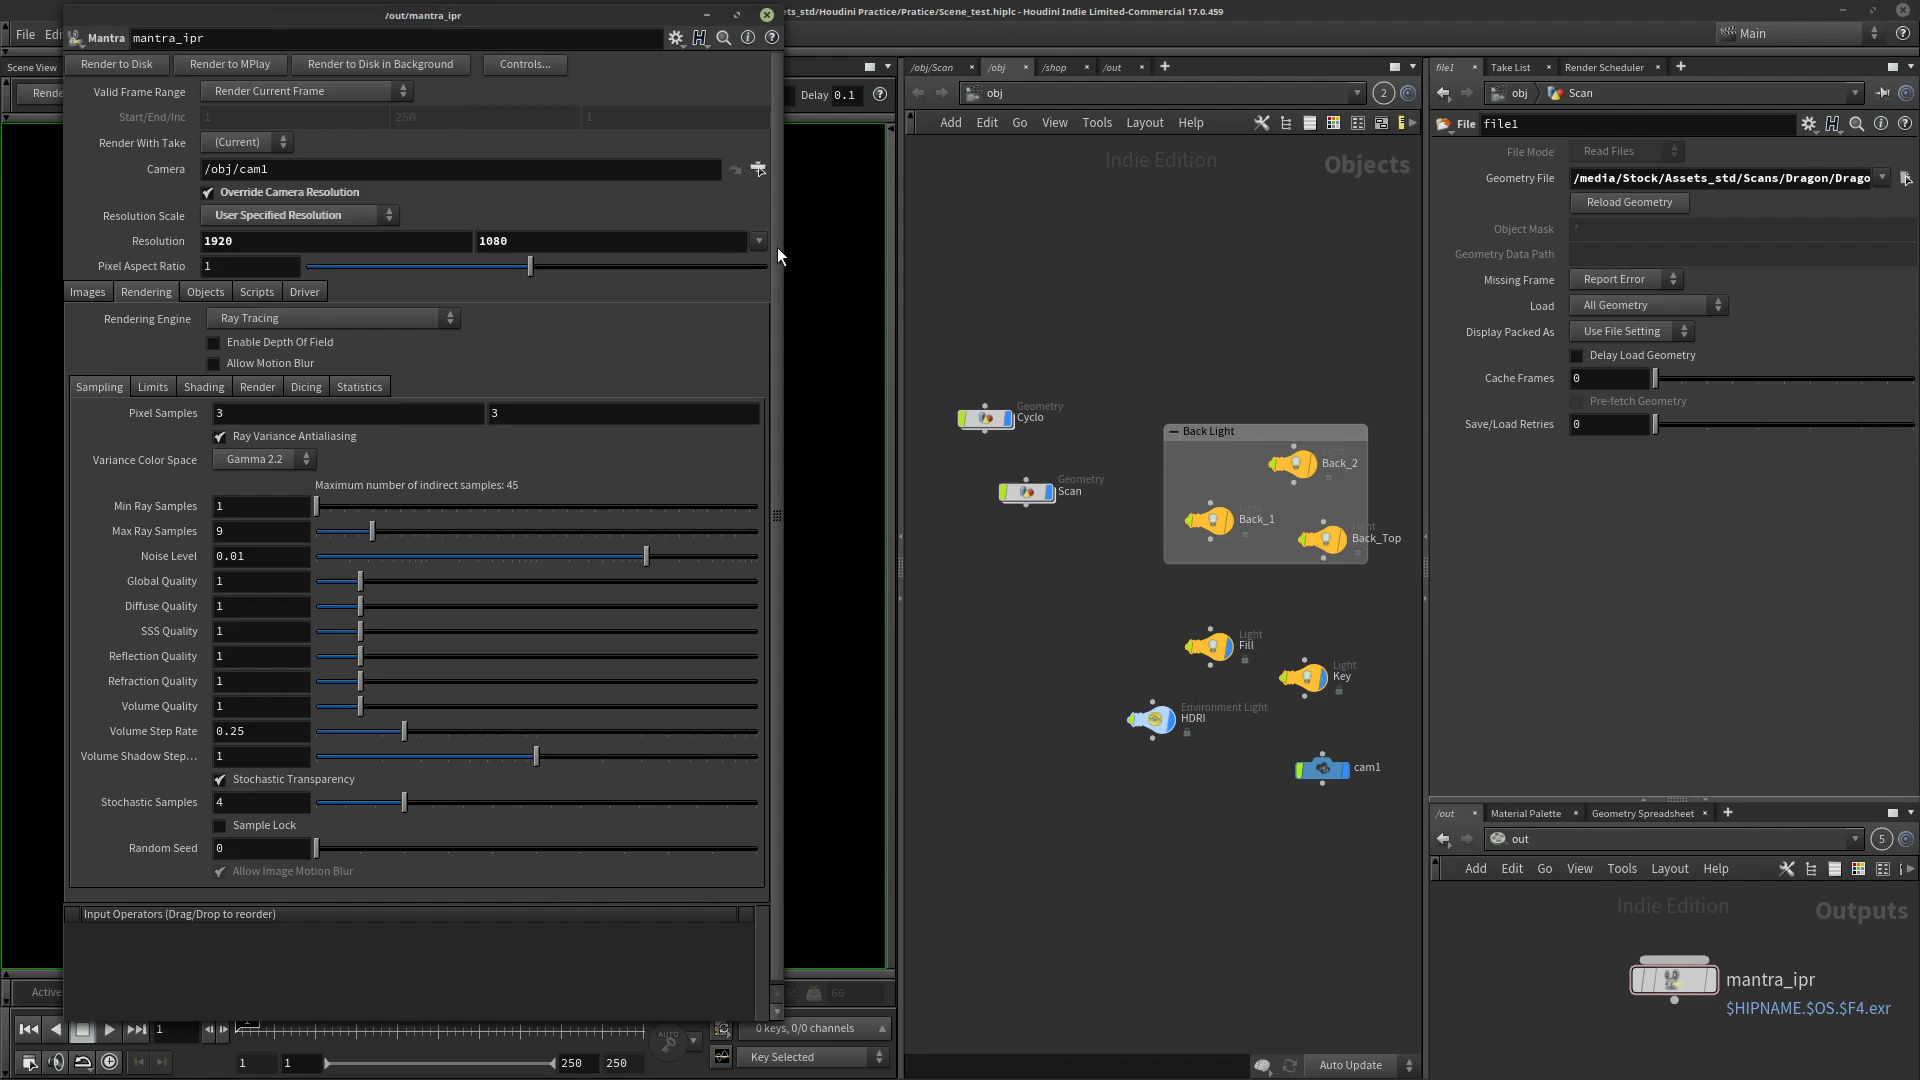 /out/mantra_ipr
ets_std/Houdini Practice/Pratice/Scene_test.hiplc - Houdini Indie Limited-Commercial 17.0.459
File
Main
Mantra mantra_ipr
Render to Disk Render to MPlay Render to Disk in Background Controls...
Valid Frame Range Render Current Frame
Start/End/Inc 1 250 1
Render With Take (Current)
Camera /obj/cam1
Override Camera Resolution
Resolution Scale User Specified Resolution
Resolution 1920 1080
Pixel Aspect Ratio 1
Images Rendering Objects Scripts Driver
Rendering Engine Ray Tracing
Enable Depth Of Field
Allow Motion Blur
Sampling Limits Shading Render Dicing Statistics
Pixel Samples 3 3
Ray Variance Antialiasing
Variance Color Space Gamma 2.2
Maximum number of indirect samples: 45
Min Ray Samples 1
Max Ray Samples 9
Noise Level 0.01
Global Quality 1
Diffuse Quality 1
SSS Quality 1
Reflection Quality 1
Refraction Quality 1
Volume Quality 1
Volume Step Rate 0.25
Volume Shadow Step... 1
Stochastic Transparency
Stochastic Samples 4
Sample Lock
Random Seed 0
Allow Image Motion Blur
Input Operators (Drag/Drop to reorder)
Scene View
Delay 0.1
Active
60
1
0 keys, 0/0 channels
AUTO
1 1 250 250
Key Selected
/obj/Scan /obj /shop /out
obj 2
Add Edit Go View Tools Layout Help
Indie Edition Objects
Geometry
Cyclo
Geometry
Scan
Back Light
Light
Back_2
Light
Back_1
Light
Back_Top
Light
Fill
Light
Key
Environment Light
HDRI
cam1
Auto Update
file1 Take List Render Scheduler
obj Scan
File file1
File Mode Read Files
Geometry File /media/Stock/Assets_std/Scans/Dragon/Drago
Reload Geometry
Object Mask *
Geometry Data Path
Missing Frame Report Error
Load All Geometry
Display Packed As Use File Setting
Delay Load Geometry
Cache Frames 0
Pre-fetch Geometry
Save/Load Retries 0
/out Material Palette Geometry Spreadsheet
out 5
Add Edit Go View Tools Layout Help
Indie Edition Outputs
mantra_ipr
$HIPNAME.$OS.$F4.exr